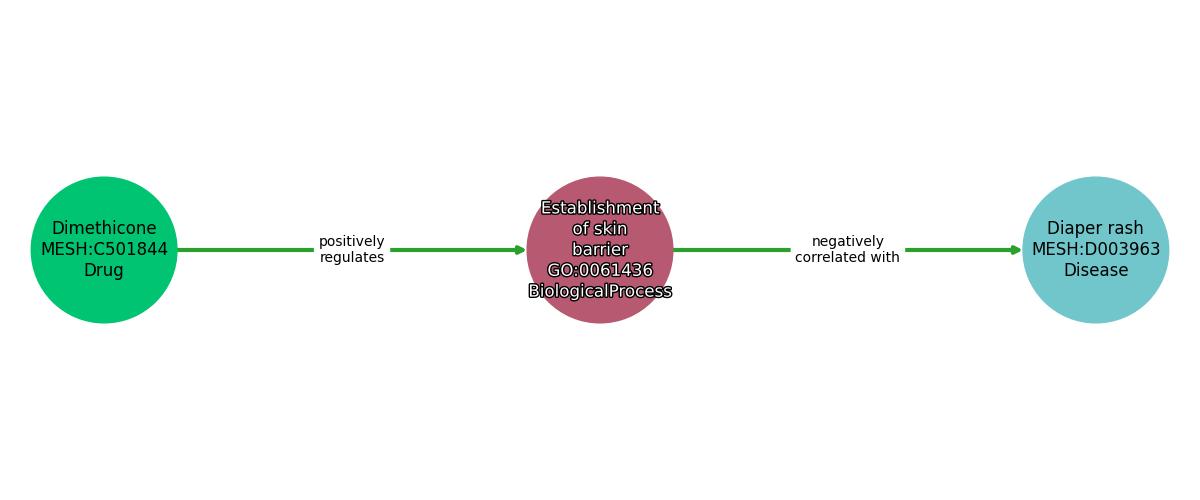 Dimethicone
MESH:C501844
Drug
positively
regulates
Establishment
of skin
barrier
GO:0061436
BiologicalProcess
negatively
correlated with
Diaper rash
MESH:D003963
Disease